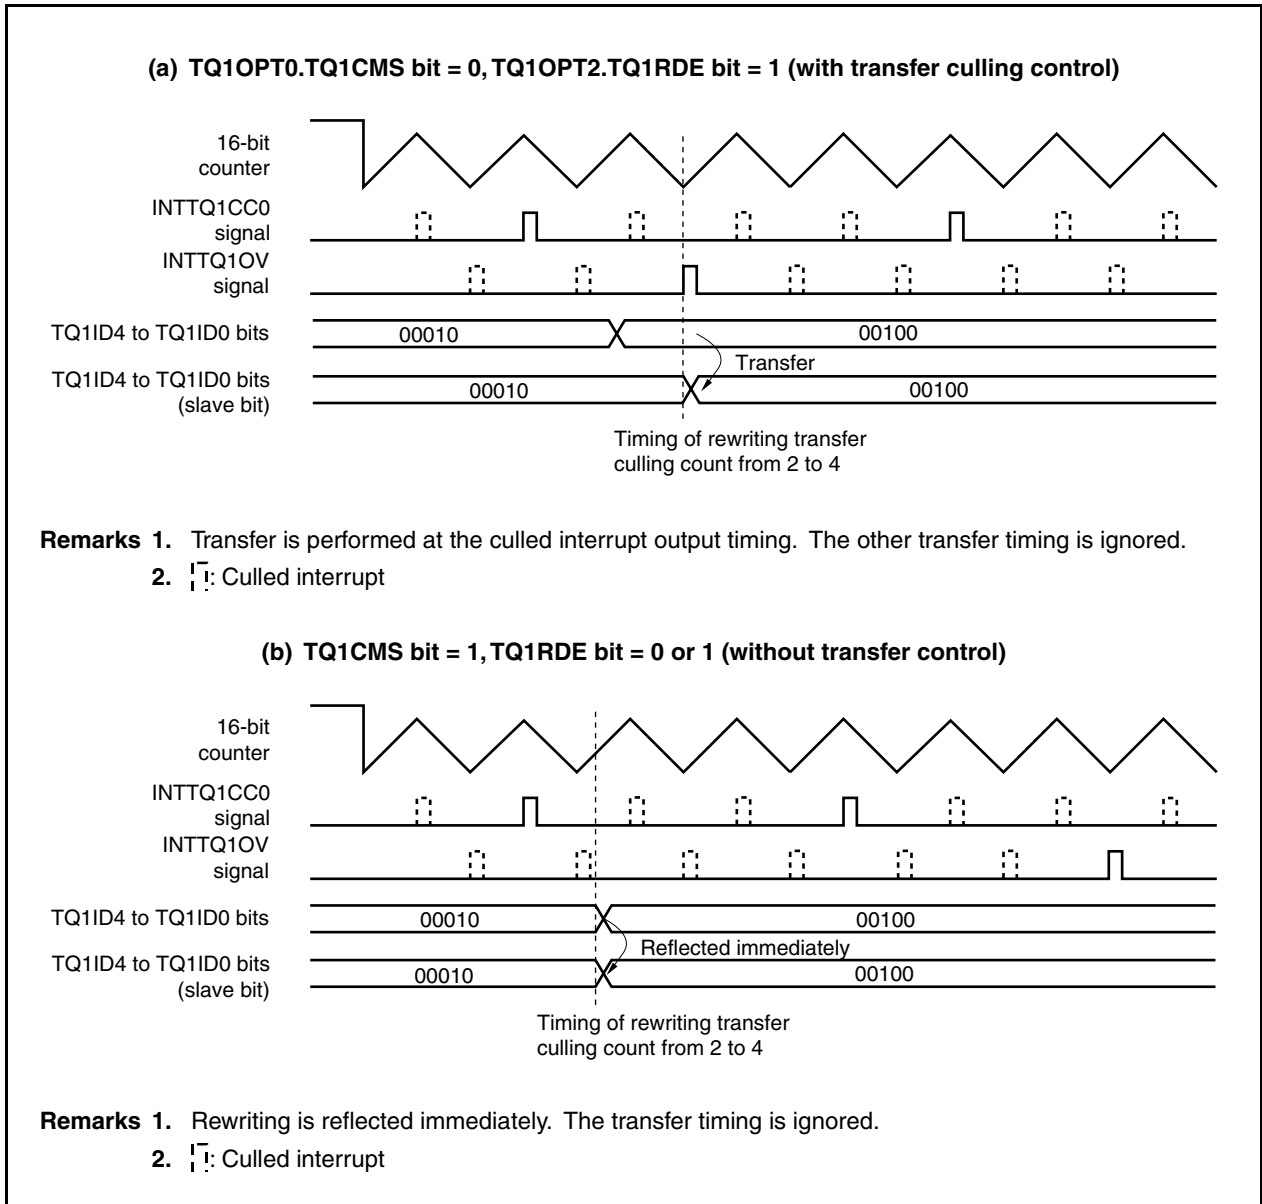 (a) TQ1OPT0.TQ1CMS bit = 0, TQ1OPT2.TQ1RDE bit = 1 (with transfer culling control)
16-bit
counter
INTTQ1CC0
signal
INTTQ1OV
signal
TQ1ID4 to TQ1ID0 bits
00010
00100
Transfer
TQ1ID4 to TQ1ID0 bits
(slave bit)
00010
00100
Timing of rewriting transfer
culling count from 2 to 4
Remarks 1. Transfer is performed at the culled interrupt output timing. The other transfer timing is ignored.
2. : Culled interrupt
(b) TQ1CMS bit = 1, TQ1RDE bit = 0 or 1 (without transfer control)
16-bit
counter
INTTQ1CC0
signal
INTTQ1OV
signal
TQ1ID4 to TQ1ID0 bits
00010
00100
Reflected immediately
TQ1ID4 to TQ1ID0 bits
(slave bit)
00010
00100
Timing of rewriting transfer
culling count from 2 to 4
Remarks 1. Rewriting is reflected immediately. The transfer timing is ignored.
2. : Culled interrupt